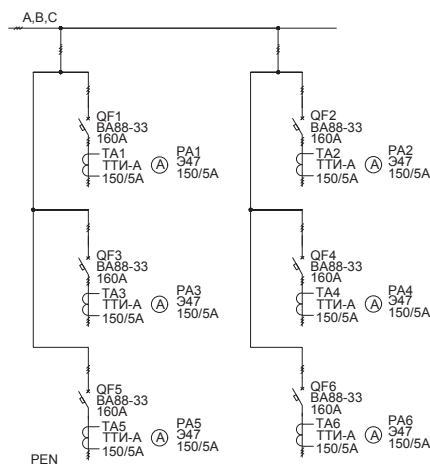 A,B,C
QF1
ВА88-33
160А
TA1
ТТИ-А
150/5А
A
PA1
Э47
150/5А
QF2
ВА88-33
160А
TA2
ТТИ-А
150/5А
A
PA2
Э47
150/5А
QF3
ВА88-33
160А
TA3
ТТИ-А
150/5А
A
PA3
Э47
150/5А
QF4
ВА88-33
160А
TA4
ТТИ-А
150/5А
A
PA4
Э47
150/5А
QF5
ВА88-33
160А
TA5
ТТИ-А
150/5А
A
PA5
Э47
150/5А
QF6
ВА88-33
160А
TA6
ТТИ-А
150/5А
A
PA6
Э47
150/5А
PEN